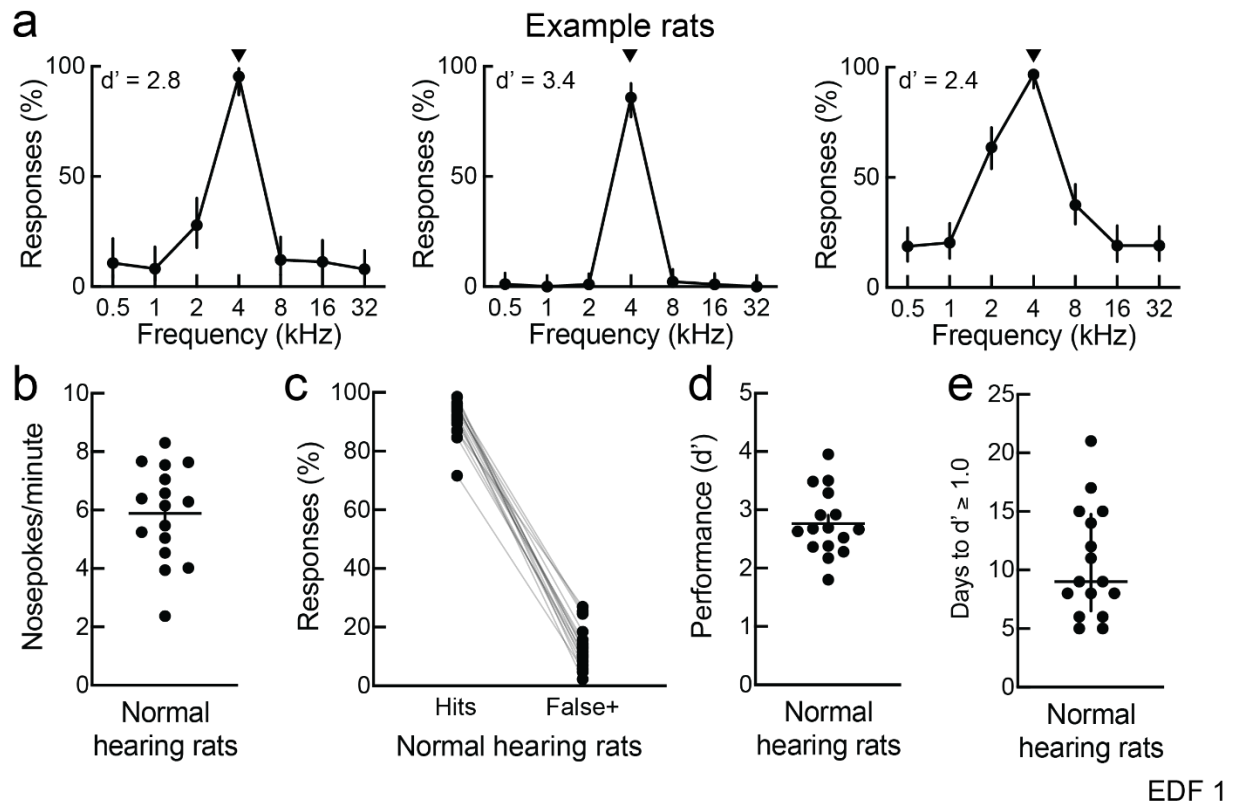 a
Example rats
d’ = 2.8
Responses (%)
100
50
0
0.5 1 2 4 8 16 32
Frequency (kHz)
d’ = 3.4
Responses (%)
100
50
0
0.5 1 2 4 8 16 32
Frequency (kHz)
d’ = 2.4
Responses (%)
100
50
0
0.5 1 2 4 8 16 32
Frequency (kHz)
b
Nosepokes/minute
10
8
6
4
2
0
Normal
hearing rats
c
Responses (%)
100
80
60
40
20
0
Hits False+
Normal hearing rats
d
Performance (d’)
5
4
3
2
1
0
Normal
hearing rats
e
Days to d’ ≥ 1.0
25
20
15
10
5
0
Normal
hearing rats
EDF 1